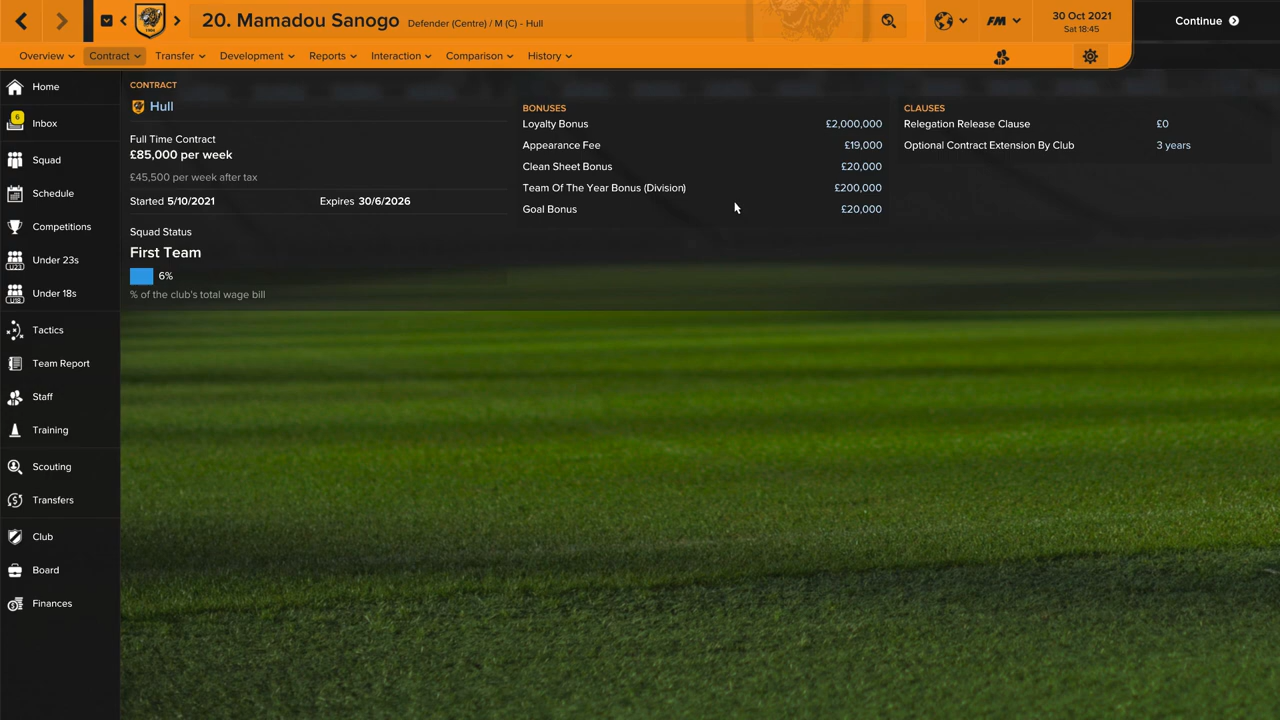 20. Mamadou Sanogo Defender (Centre) / M (C) - Hull
FM
30 Oct 2021
Sat 18:45
Continue
Overview Contract Transfer Development Reports Interaction Comparison History
Home
6
Inbox
Squad
Schedule
Competitions
U23
Under 23s
U18
Under 18s
Tactics
Team Report
Staff
Training
Scouting
Transfers
Club
Board
Finances
CONTRACT
Hull
Full Time Contract
£85,000 per week
£45,500 per week after tax
Started 5/10/2021 Expires 30/6/2026
Squad Status
First Team
6%
% of the club's total wage bill
BONUSES
Loyalty Bonus £2,000,000
Appearance Fee £19,000
Clean Sheet Bonus £20,000
Team Of The Year Bonus (Division) £200,000
Goal Bonus £20,000
CLAUSES
Relegation Release Clause £0
Optional Contract Extension By Club 3 years